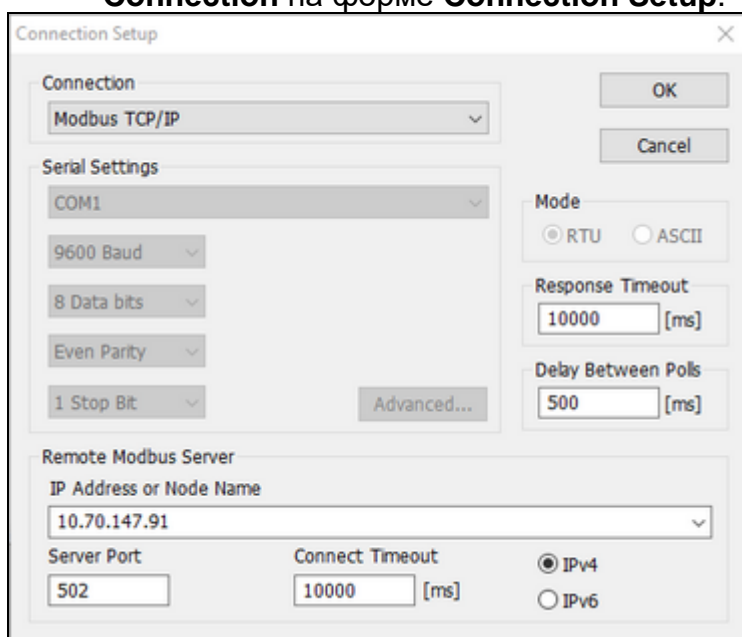 Connection на форме Connection Setup.
Connection Setup
Connection
Modbus TCP/IP
OK
Cancel
Serial Settings
COM1
9600 Baud
8 Data bits
Even Parity
1 Stop Bit
Advanced...
Mode
RTU ASCII
Response Timeout
10000 [ms]
Delay Between Polls
500 [ms]
Remote Modbus Server
IP Address or Node Name
10.70.147.91
Server Port Connect Timeout
502 10000 [ms]
IPv4
IPv6